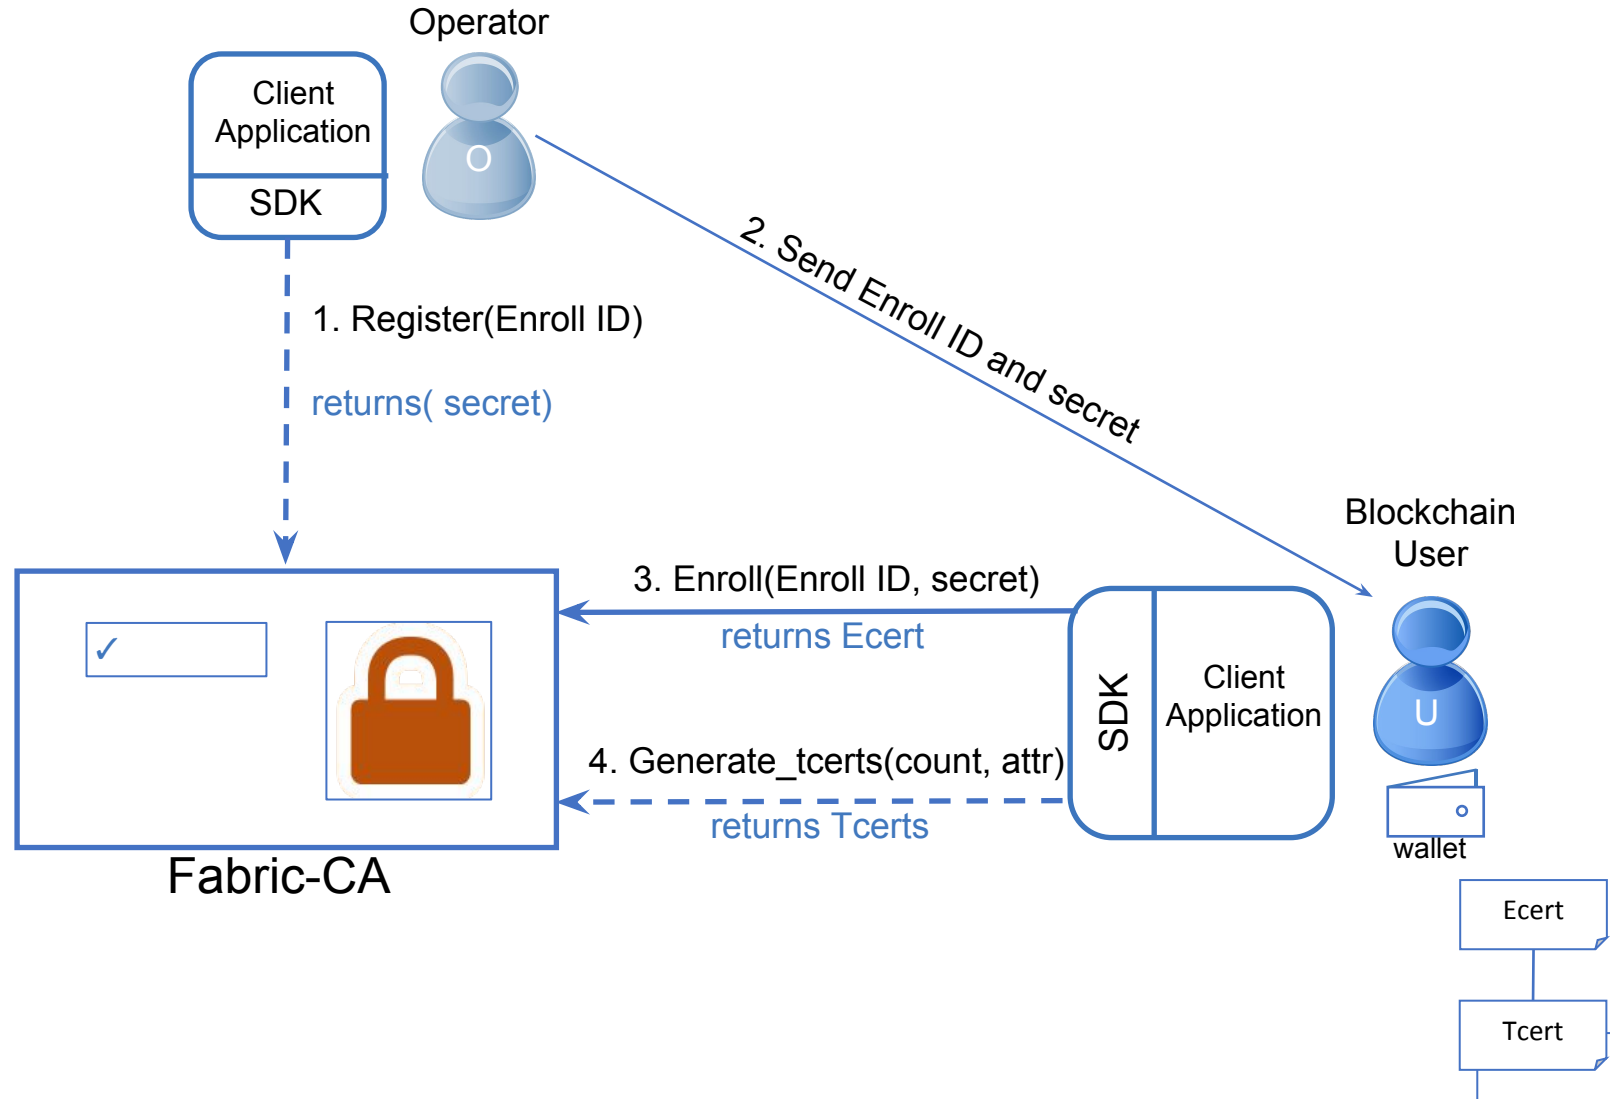 Operator
Client
Application
SDK
O
1. Register(Enroll ID)
returns( secret)
2. Send Enroll ID and secret
Blockchain
User
3. Enroll(Enroll ID, secret)
returns Ecert
✓
SDK
Client
Application
U
4. Generate_tcerts(count, attr)
returns Tcerts
wallet
Fabric-CA
Ecert
Tcert